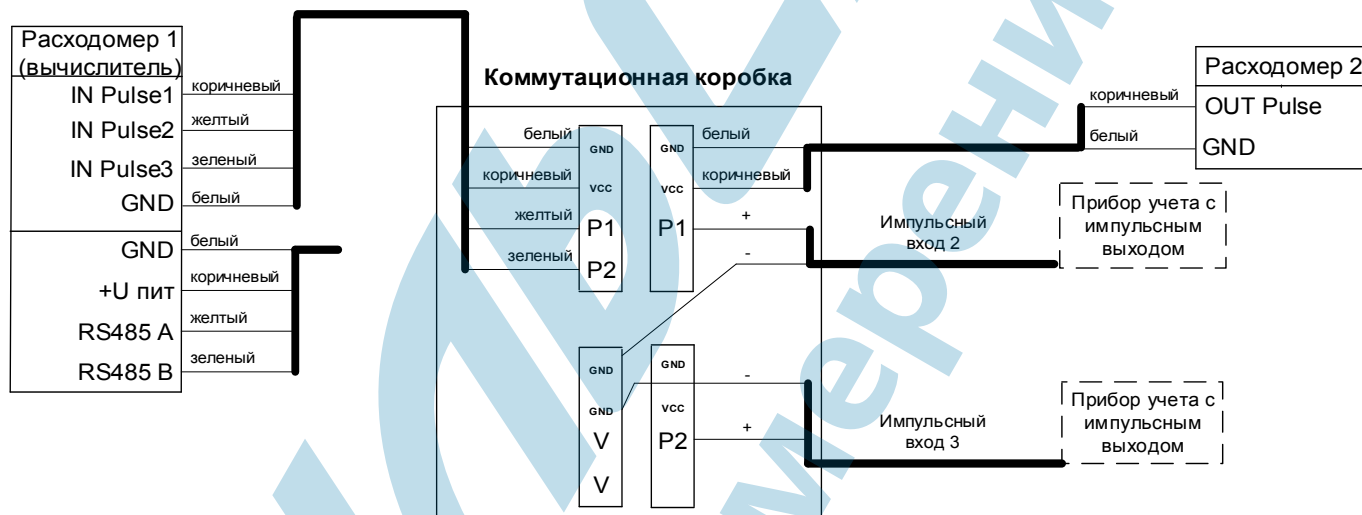 Расходомер 1
(вычислитель)
IN Pulse1
коричневый
IN Pulse2
желтый
IN Pulse3
зеленый
GND
белый
GND
белый
+U пит
коричневый
RS485 A
желтый
RS485 B
зеленый
Коммутационная коробка
белый
GND
коричневый
VCC
желтый
P1
зеленый
P2
GND
белый
VCC
коричневый
P1
+
-
GND
GND
V
V
GND
-
VCC
P2
+
Импульсный
вход 2
Импульсный
вход 3
Расходомер 2
коричневый
OUT Pulse
белый
GND
Прибор учета с
импульсным
выходом
Прибор учета с
импульсным
выходом